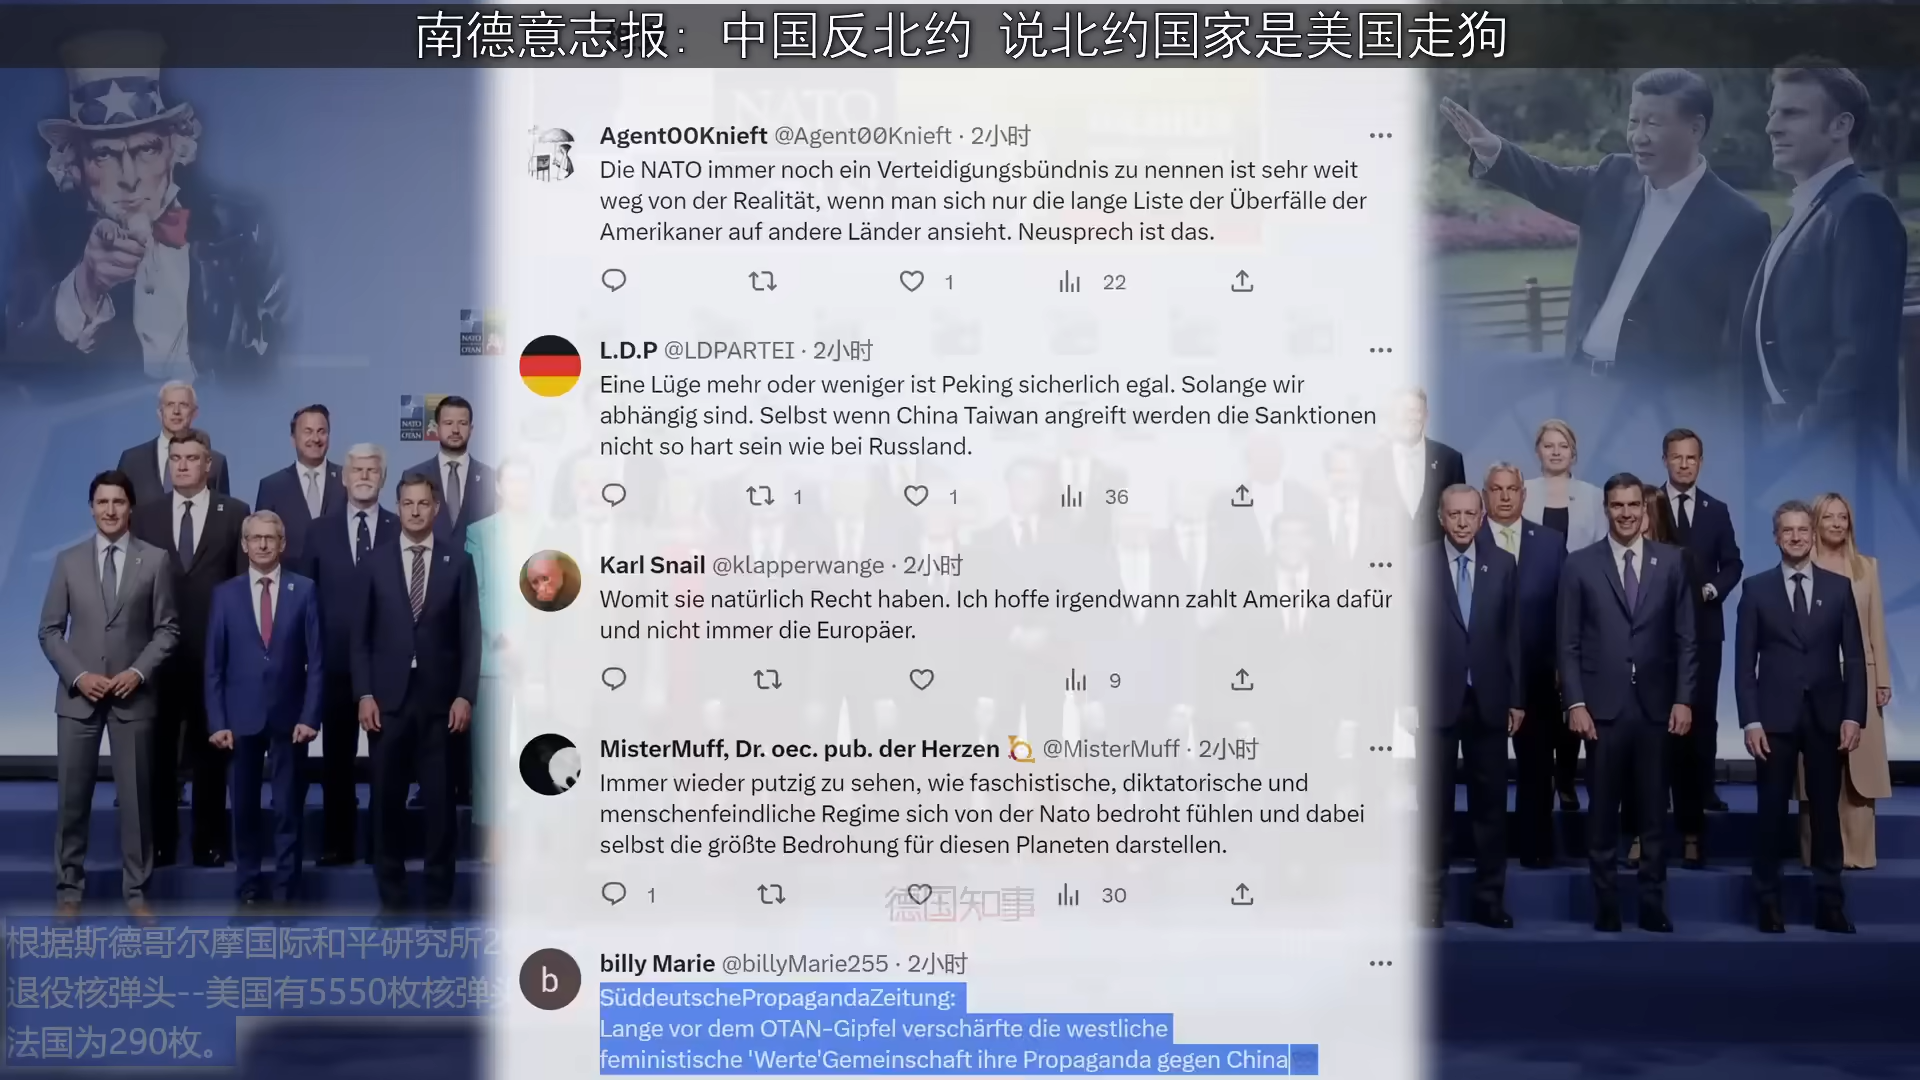 南德意志报：中国反北约 说北约国家是美国走狗
Agent00Knieft @Agent00Knieft · 2小时
Die NATO immer noch ein Verteidigungsbündnis zu nennen ist sehr weit
weg von der Realität, wenn man sich nur die lange Liste der Überfälle der
Amerikaner auf andere Länder ansieht. Neusprech ist das.
1 22
L.D.P @LDPARTEI · 2小时
Eine Lüge mehr oder weniger ist Peking sicherlich egal. Solange wir
abhängig sind. Selbst wenn China Taiwan angreift werden die Sanktionen
nicht so hart sein wie bei Russland.
1 1 36
Karl Snail @klapperwange · 2小时
Womit sie natürlich Recht haben. Ich hoffe irgendwann zahlt Amerika dafür
und nicht immer die Europäer.
9
MisterMuff, Dr. oec. pub. der Herzen @MisterMuff · 2小时
Immer wieder putzig zu sehen, wie faschistische, diktatorische und
menschenfeindliche Regime sich von der Nato bedroht fühlen und dabei
selbst die größte Bedrohung für diesen Planeten darstellen.
1 30
德国知事
b
billy Marie @billyMarie255 · 2小时
SüddeutschePropagandaZeitung:
Lange vor dem OTAN-Gipfel verschärfte die westliche
feministische 'Werte'Gemeinschaft ihre Propaganda gegen China
根据斯德哥尔摩国际和平研究所2
退役核弹头--美国有5550枚核弹
法国为290枚。
NATO
OTAN
NATO
OTAN
NATO